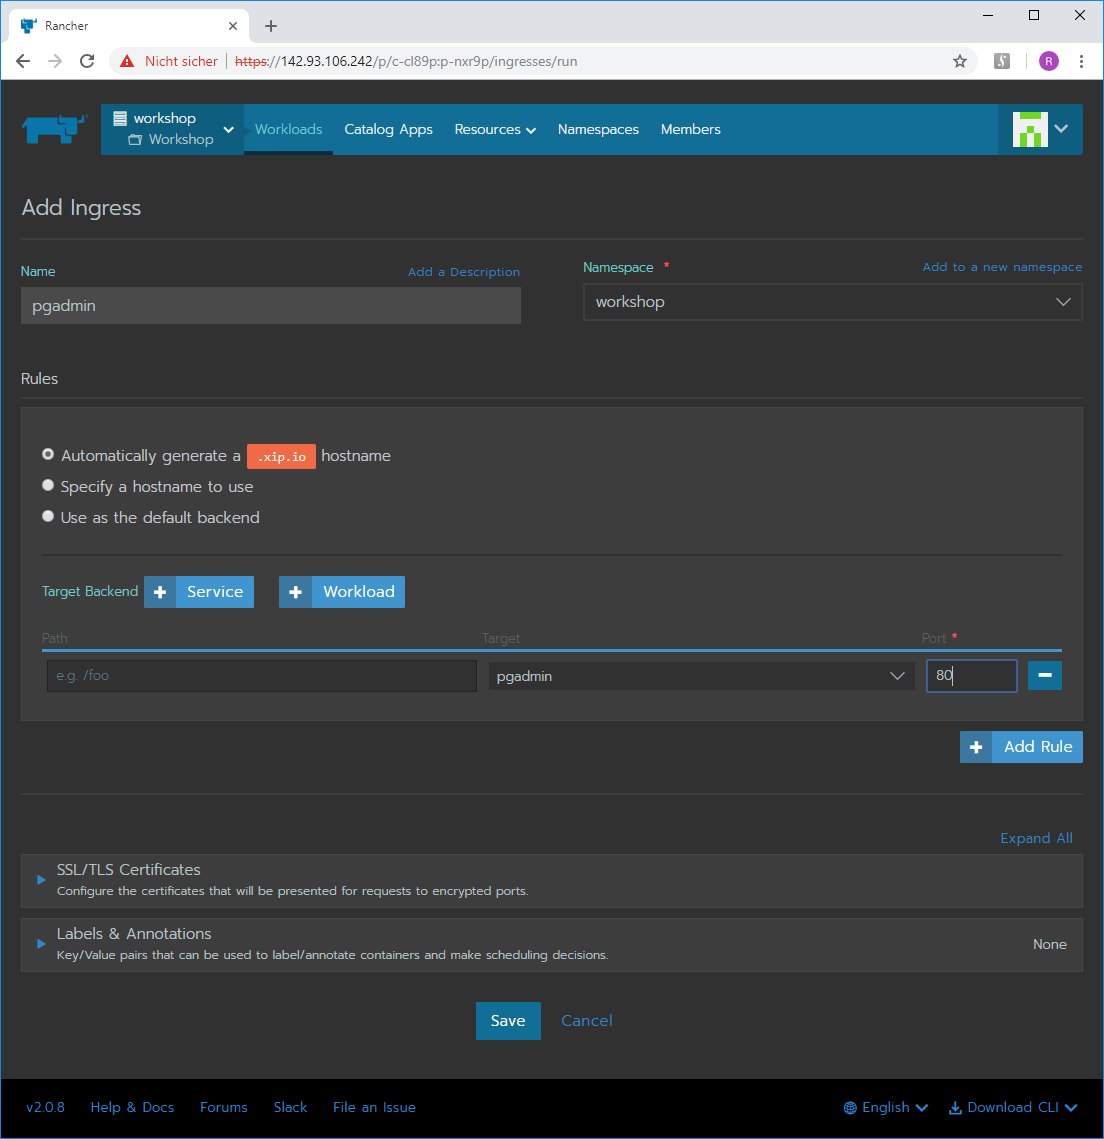 Rancher
Nicht sicher https://142.93.106.242/p/c-cl89p:p-nxr9p/ingresses/run
R
workshop
Workshop
Workloads Catalog Apps Resources Namespaces Members
Add Ingress
Name Add a Description
Namespace * Add to a new namespace
pgadmin
workshop
Rules
Automatically generate a .xip.io hostname
Specify a hostname to use
Use as the default backend
Target Backend + Service + Workload
Path Target Port *
e.g. /foo pgadmin 80
+ Add Rule
Expand All
SSL/TLS Certificates
Configure the certificates that will be presented for requests to encrypted ports.
Labels & Annotations
Key/Value pairs that can be used to label/annotate containers and make scheduling decisions.
None
Save Cancel
v2.0.8 Help & Docs Forums Slack File an Issue English Download CLI